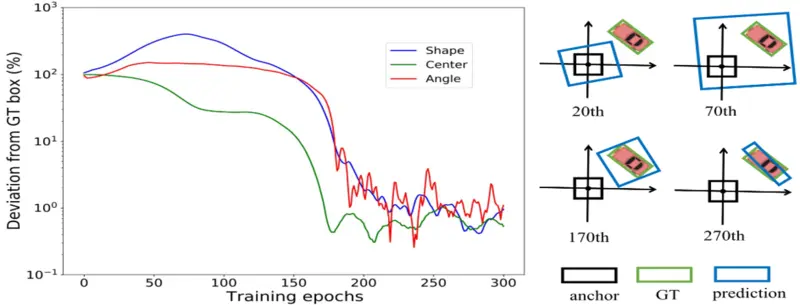 Deviation from GT box (%)
10³
10²
10¹
10⁰
10⁻¹
Shape
Center
Angle
0
50
100
150
200
250
300
Training epochs
20th
70th
170th
270th
anchor
GT
prediction